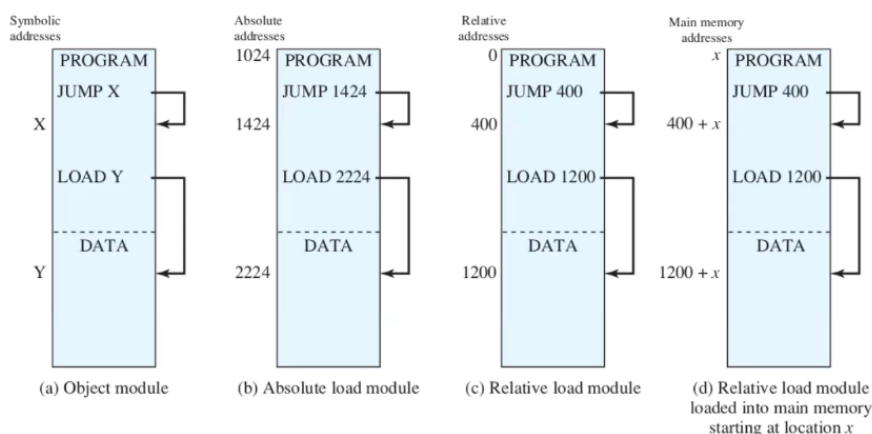 Symbolic
addresses
PROGRAM
JUMP X
X
LOAD Y
DATA
Y
(a) Object module
Absolute
addresses
1024
PROGRAM
JUMP 1424
1424
LOAD 2224
DATA
2224
(b) Absolute load module
Relative
addresses
0
PROGRAM
JUMP 400
400
LOAD 1200
DATA
1200
(c) Relative load module
Main memory
addresses
x
PROGRAM
JUMP 400
400 + x
LOAD 1200
DATA
1200 + x
(d) Relative load module
loaded into main memory
starting at location x